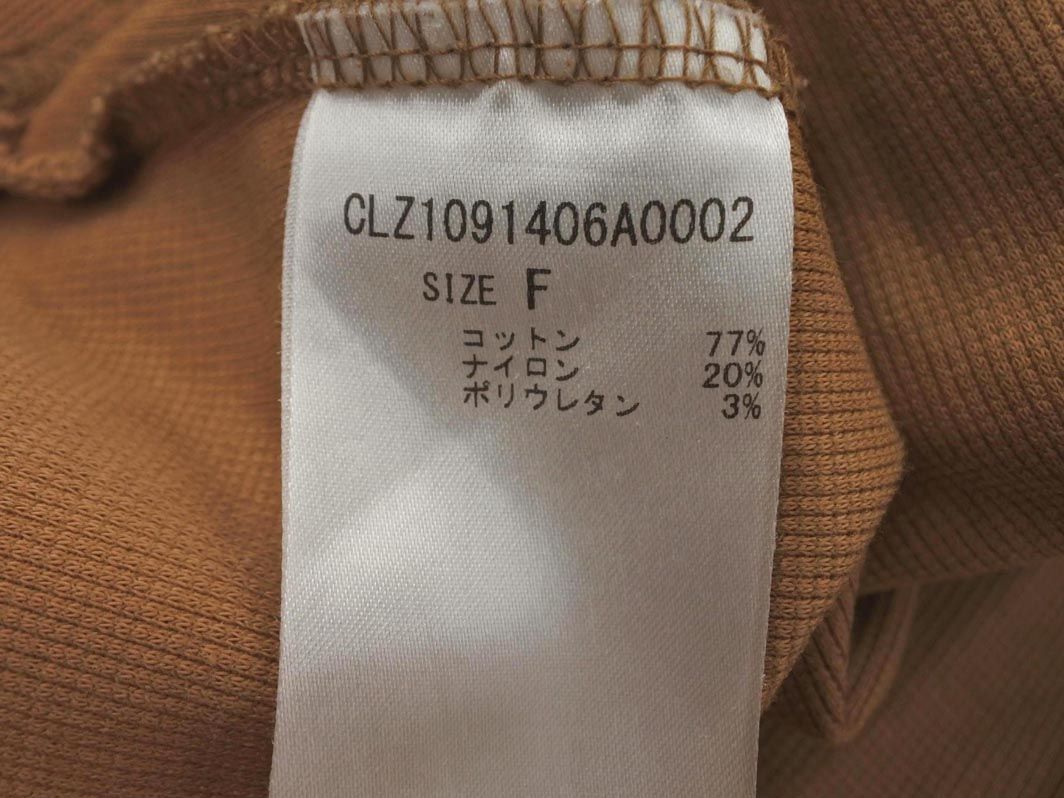 CLZ1091406A0002
SIZE F
コットン 77%
ナイロン 20%
ポリウレタン 3%